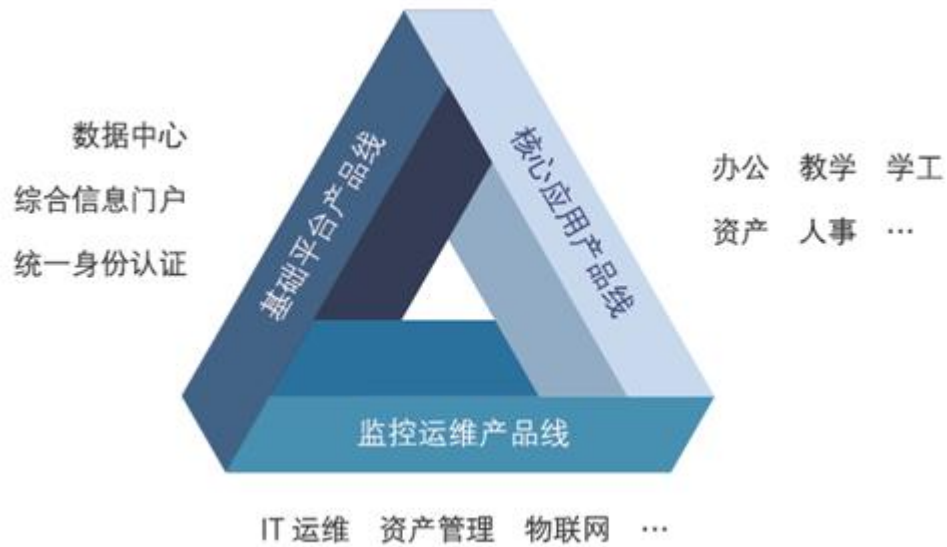 数据中心
综合信息门户
统一身份认证
基础平台产品线
核心应用产品线
办公 教学 学工
资产 人事 …
监控运维产品线
IT 运维 资产管理 物联网 …